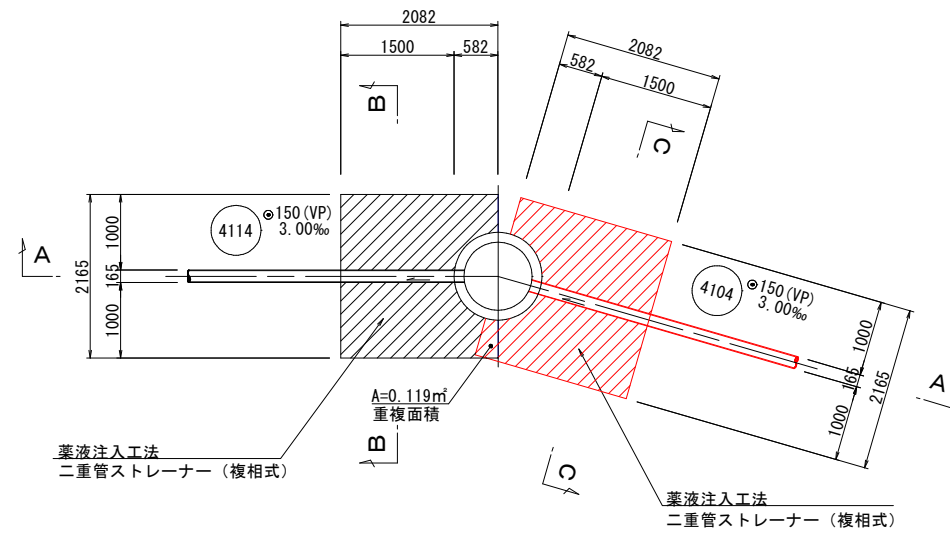 2082
1500
582
2082
582
1500
B
C
2165
1000
165
1000
4114
150(VP)
3.00‰
A
4104
150(VP)
3.00‰
1000
165
1000
2165
A
A=0.119㎡
重複面積
B
C
薬液注入工法
二重管ストレーナー（複相式）
薬液注入工法
二重管ストレーナー（複相式）